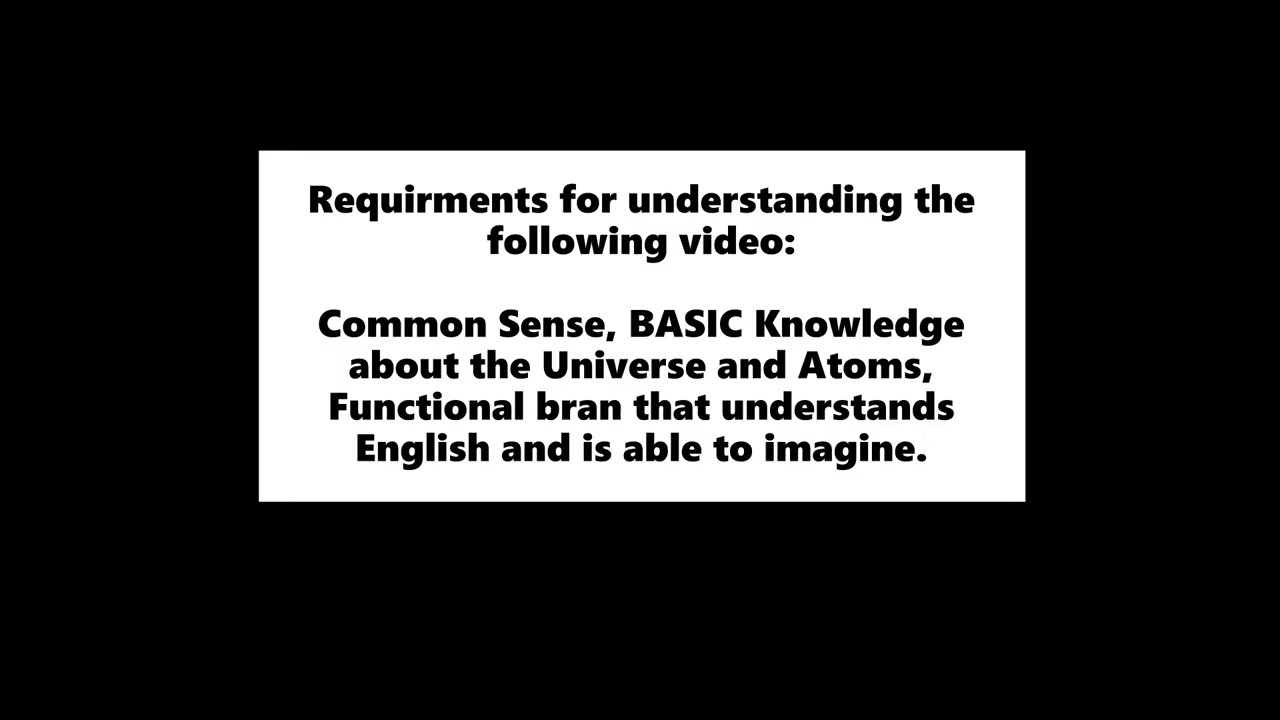 Requirments for understanding the
following video:
Common Sense, BASIC Knowledge
about the Universe and Atoms,
Functional bran that understands
English and is able to imagine.